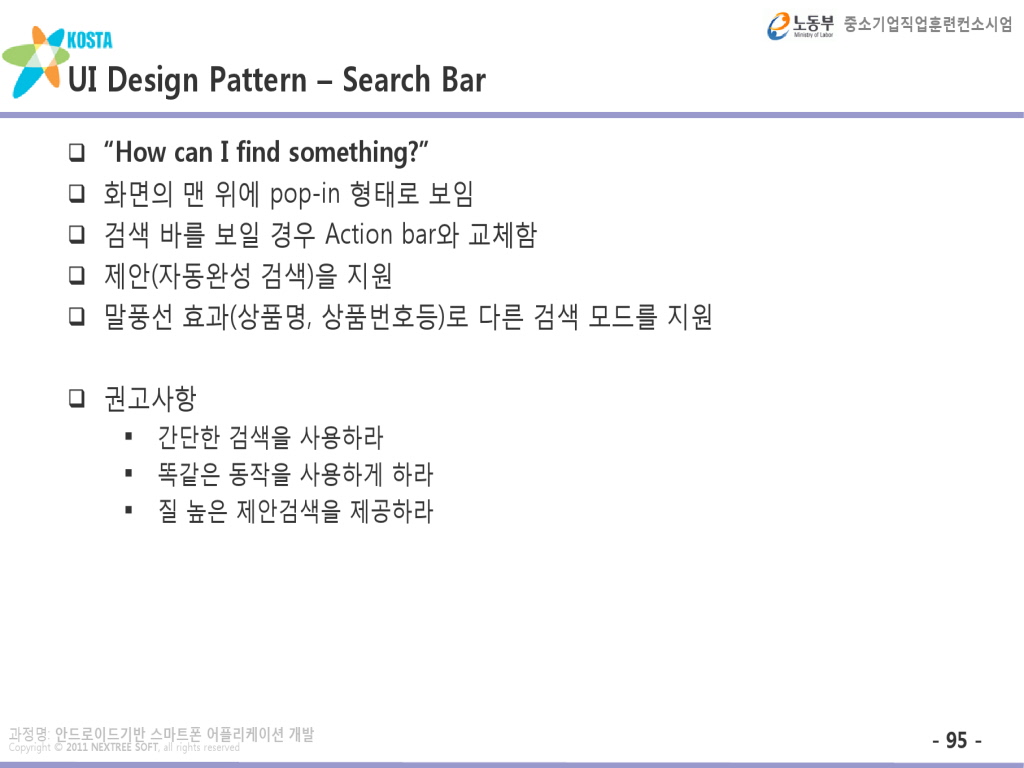 노동부 중소기업직업훈련컨소시엄
Ministry of Labor
KOSTA
UI Design Pattern – Search Bar
“How can I find something?”
화면의 맨 위에 pop-in 형태로 보임
검색 바를 보일 경우 Action bar와 교체함
제안(자동완성 검색)을 지원
말풍선 효과(상품명, 상품번호등)로 다른 검색 모드를 지원
권고사항
간단한 검색을 사용하라
똑같은 동작을 사용하게 하라
질 높은 제안검색을 제공하라
과정명: 안드로이드기반 스마트폰 어플리케이션 개발
Copyright © 2011 NEXTREE SOFT, all rights reserved
- 95 -